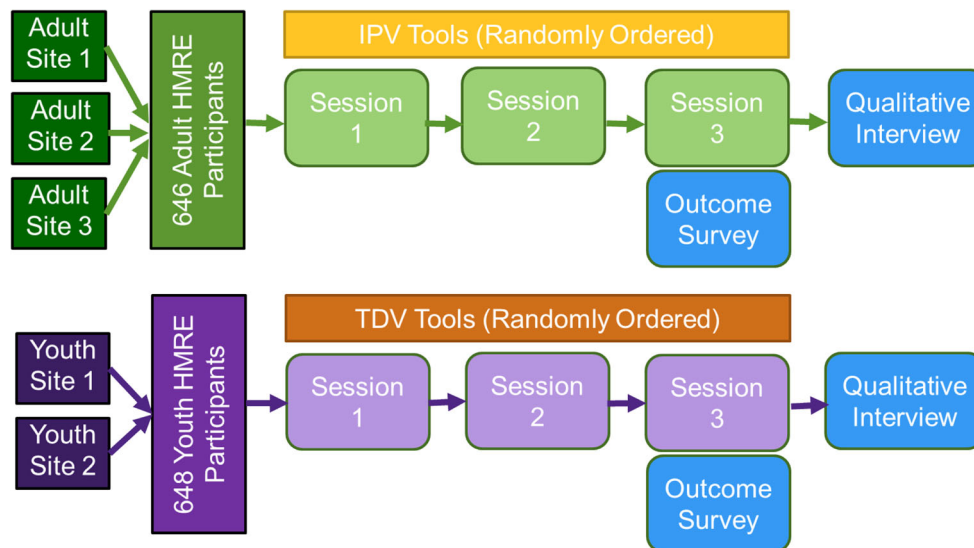 Adult
Site 1
Adult
Site 2
Adult
Site 3
646 Adult HMRE
Participants
IPV Tools (Randomly Ordered)
Session
1
Session
2
Session
3
Qualitative
Interview
Outcome
Survey
Youth
Site 1
Youth
Site 2
648 Youth HMRE
Participants
TDV Tools (Randomly Ordered)
Session
1
Session
2
Session
3
Qualitative
Interview
Outcome
Survey